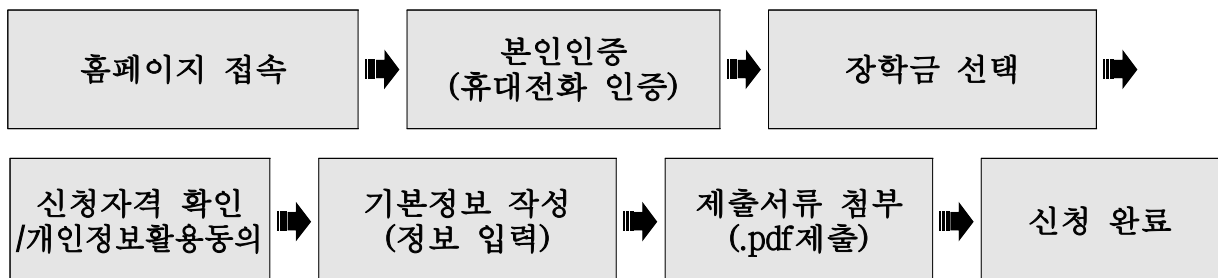 홈페이지 접속
본인인증
(휴대전화 인증)
장학금 선택
신청자격 확인
/개인정보활용동의
기본정보 작성
(정보 입력)
제출서류 첨부
(.pdf제출)
신청 완료